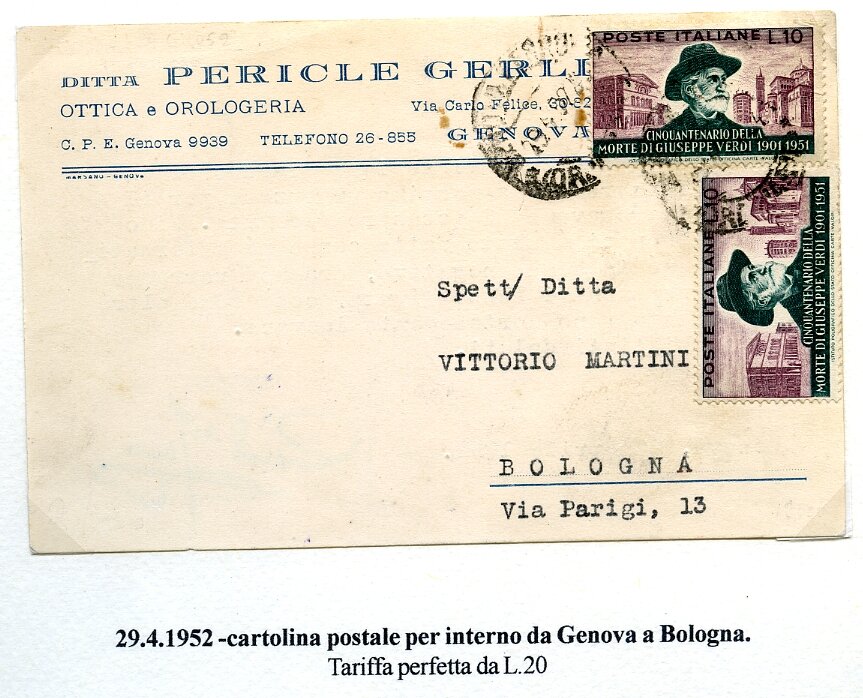 DITTA PERICLE GERLI
OTTICA e OROLOGERIA
Via Carlo Felice,
C. P. E. Genova 9939 TELEFONO 26-855 GENOVA
MARSANO - GENOVA
POSTE ITALIANE L.10
CINQUANTENARIO DELLA
MORTE DI GIUSEPPE VERDI 1901 1951
POSTE ITALIANE L.10
CINQUANTENARIO DELLA
MORTE DI GIUSEPPE VERDI 1901-1951
Spett/ Ditta
VITTORIO MARTINI
BOLOGNA
Via Parigi, 13
29.4.1952 -cartolina postale per interno da Genova a Bologna.
Tariffa perfetta da L.20